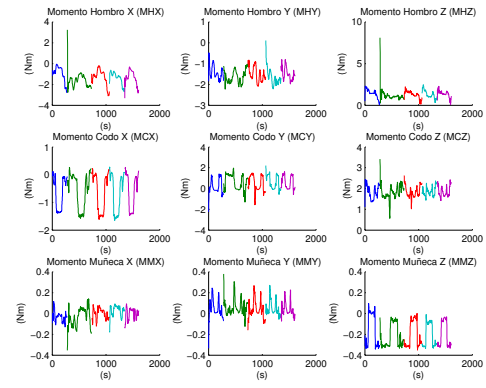 Momento Hombro X (MHX) Momento Hombro Y (MHY) Momento Hombro Z (MHZ)
4 1 10
2 0
0 −1 5
−2 −2
−4 −3 0
(Nm) (Nm) (Nm)
0 1000 2000 0 1000 2000 0 1000 2000
(s) (s) (s)
Momento Codo X (MCX) Momento Codo Y (MCY) Momento Codo Z (MCZ)
1 4 4
0 2 3
2
−1 0 1
−2 −2 0
(Nm) (Nm) (Nm)
0 1000 2000 0 1000 2000 0 1000 2000
(s) (s) (s)
Momento Muñeca X (MMX) Momento Muñeca Y (MMY) Momento Muñeca Z (MMZ)
0.4 0.4 0.4
0.2 0.2 0.2
0 0 0
−0.2 −0.2 −0.2
−0.4 −0.4 −0.4
(Nm) (Nm) (Nm)
0 1000 2000 0 1000 2000 0 1000 2000
(s) (s) (s)